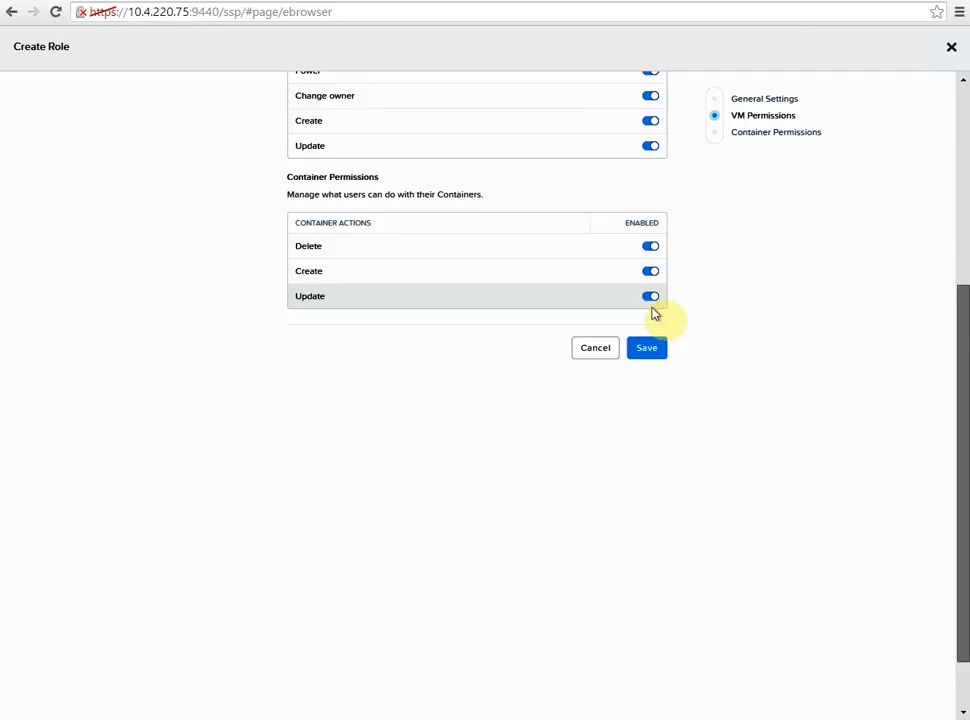 https://10.4.220.75:9440/ssp/#page/ebrowser
Create Role
Power
Change owner
Create
Update
General Settings
VM Permissions
Container Permissions
Container Permissions
Manage what users can do with their Containers.
CONTAINER ACTIONS ENABLED
Delete
Create
Update
Cancel Save